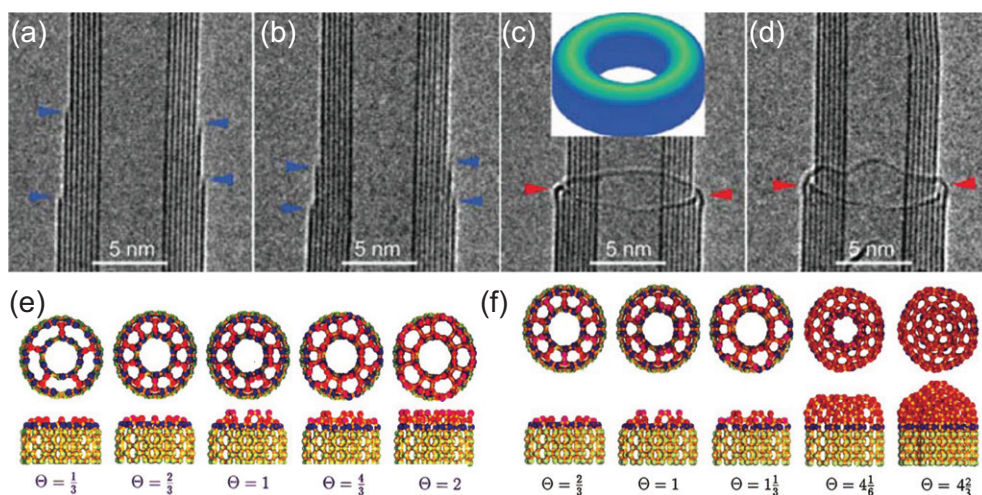 (a) (b) (c) (d)
5 nm 5 nm 5 nm 5 nm
(e) (f)
Θ = 1/3 Θ = 2/3 Θ = 1 Θ = 4/3 Θ = 2 Θ = 2/3 Θ = 1 Θ = 1 1/3 Θ = 4 1/6 Θ = 4 2/3